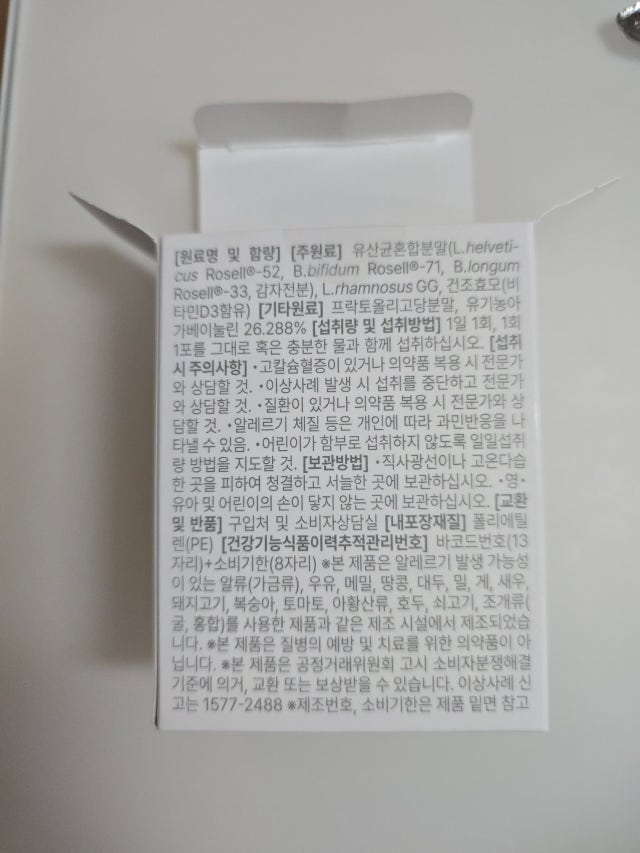 [원료명 및 함량] [주원료] 유산균혼합분말(L.helveti-
cus Rosell®-52, B.bifidum Rosell®-71, B.longum
Rosell®-33, 감자전분), L.rhamnosus GG, 건조효모(비
타민D3함유) [기타원료] 프락토올리고당분말, 유기농아
가베이눌린 26.288% [섭취량 및 섭취방법] 1일 1회, 1회
1포를 그대로 혹은 충분한 물과 함께 섭취하십시오. [섭취
시 주의사항] •고칼슘혈증이 있거나 의약품 복용 시 전문가
와 상담할 것. •이상사례 발생 시 섭취를 중단하고 전문가
와 상담할 것. •질환이 있거나 의약품 복용 시 전문가와 상
담할 것. •알레르기 체질 등은 개인에 따라 과민반응을 나
타낼 수 있음. •어린이가 함부로 섭취하지 않도록 일일섭취
량 방법을 지도할 것. [보관방법] •직사광선이나 고온다습
한 곳을 피하여 청결하고 서늘한 곳에 보관하십시오. •영•
유아 및 어린이의 손이 닿지 않는 곳에 보관하십시오. [교환
및 반품] 구입처 및 소비자상담실 [내포장재질] 폴리에틸
렌(PE) [건강기능식품이력추적관리번호] 바코드번호(13
자리)+소비기한(8자리) ※본 제품은 알레르기 발생 가능성
이 있는 알류(가금류), 우유, 메밀, 땅콩, 대두, 밀, 게, 새우,
돼지고기, 복숭아, 토마토, 아황산류, 호두, 쇠고기, 조개류(
굴, 홍합)를 사용한 제품과 같은 제조 시설에서 제조되었습
니다. ※본 제품은 질병의 예방 및 치료를 위한 의약품이 아
닙니다. ※본 제품은 공정거래위원회 고시 소비자분쟁해결
기준에 의거, 교환 또는 보상받을 수 있습니다. 이상사례 신
고는 1577-2488 ※제조번호, 소비기한은 제품 밑면 참고